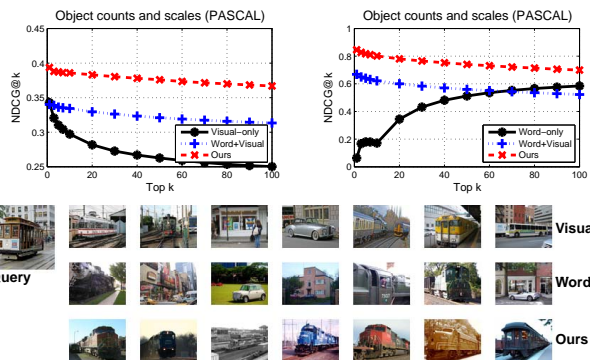 Object counts and scales (PASCAL)
0.45
0.4
0.35
0.3
0.25
NDCG@k
0 20 40 60 80 100
Top k
Visual−only
Word+Visual
Ours
Object counts and scales (PASCAL)
1
0.8
0.6
0.4
0.2
0
NDCG@k
0 20 40 60 80 100
Top k
Word−only
Word+Visual
Ours
Visua
uery
Word
Ours